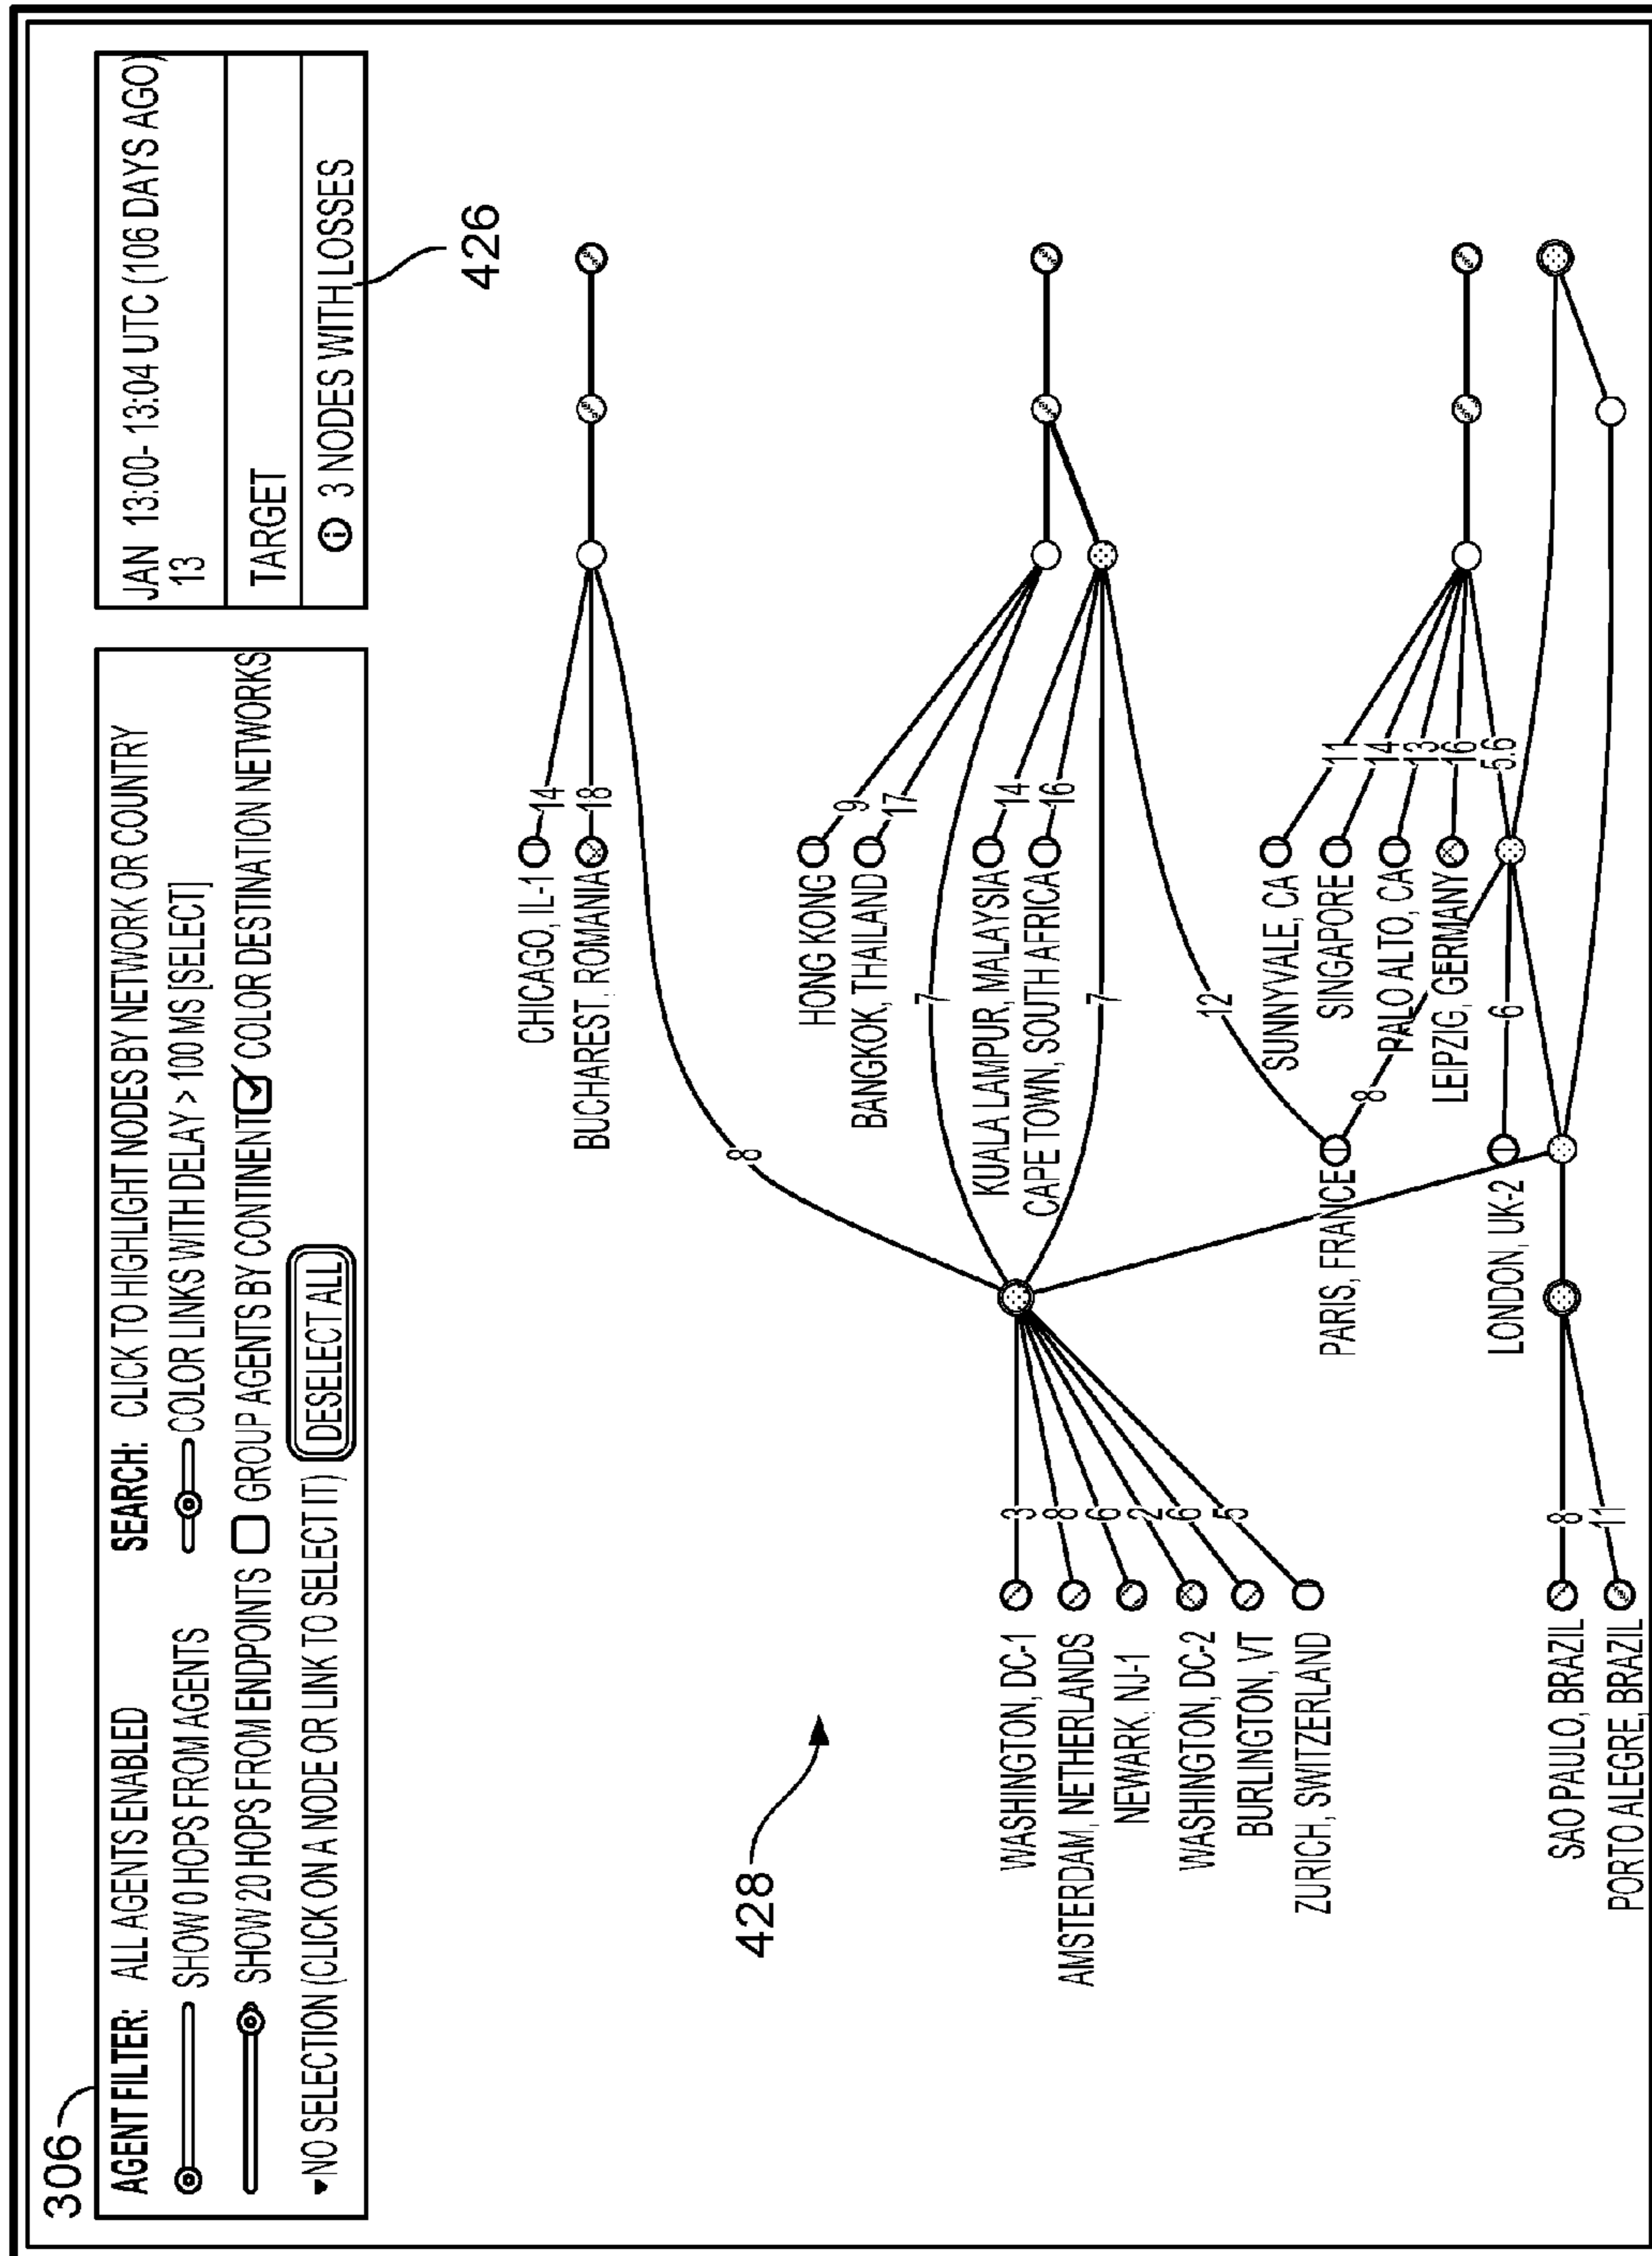 306
AGENT FILTER: ALL AGENTS ENABLED
SEARCH: CLICK TO HIGHLIGHT NODES BY NETWORK OR COUNTRY
SHOW 0 HOPS FROM AGENTS
COLOR LINKS WITH DELAY > 100 MS [SELECT]
SHOW 20 HOPS FROM ENDPOINTS
GROUP AGENTS BY CONTINENT
COLOR DESTINATION NETWORKS
NO SELECTION (CLICK ON A NODE OR LINK TO SELECT IT)
DESELECT ALL
JAN 13:00- 13:04 UTC (106 DAYS AGO)
13
TARGET
i 3 NODES WITH LOSSES
426
428
CHICAGO, IL-1
14
BUCHAREST, ROMANIA
18
8
HONG KONG
9
BANGKOK, THAILAND
17
7
KUALA LAMPUR, MALAYSIA
14
CAPE TOWN, SOUTH AFRICA
16
7
12
WASHINGTON, DC-1
3
AMSTERDAM, NETHERLANDS
8
NEWARK, NJ-1
6
WASHINGTON, DC-2
2
BURLINGTON, VT
6
ZURICH, SWITZERLAND
5
SUNNYVALE, CA
11
SINGAPORE
14
PALO ALTO, CA
13
LEIPZIG, GERMANY
16
5.6
PARIS, FRANCE
8
LONDON, UK-2
6
SAO PAULO, BRAZIL
8
PORTO ALEGRE, BRAZIL
11